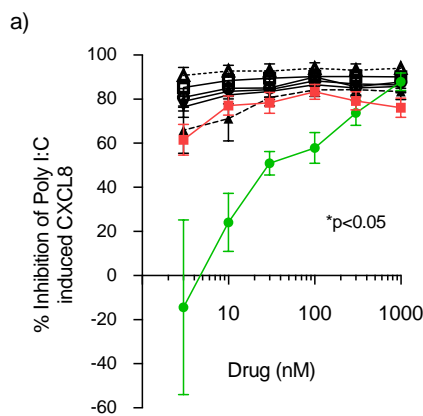 a)
% Inhibition of Poly I:C
induced CXCL8
100
80
60
40
20
0
-20
-40
-60
*p<0.05
10
100
1000
Drug (nM)